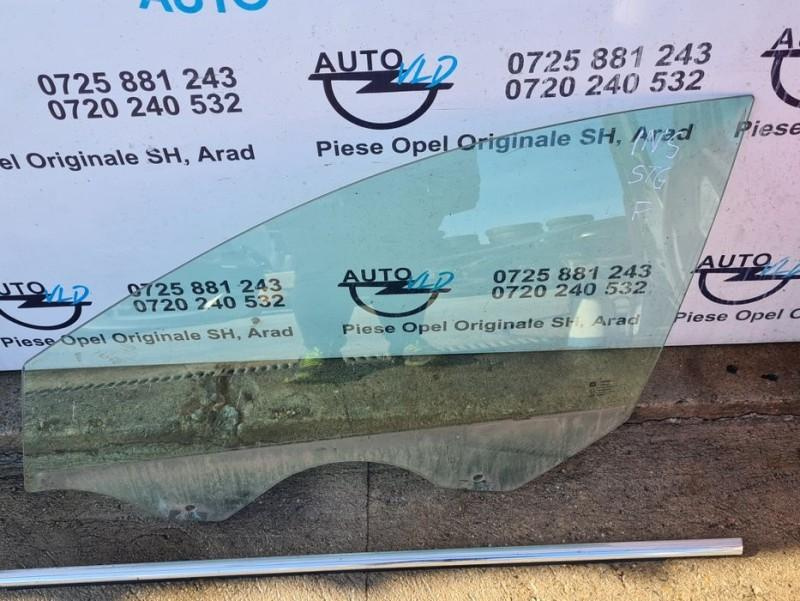 AUTO
0725 881 243
0720 240 532
Piese Opel Originale SH, Arad
AUTO VLD
0725 881 243
0720 240 532
Piese Opel Originale SH, Arad
INS
STG
F
VLD
0725 881 243
0720 240 532
Piese Opel Originale SH, Arad
AUTO VLD
0725 881 243
0720 240 532
Piese Opel Originale SH, Arad
AUTO
Piese Opel Originale SH, Arad